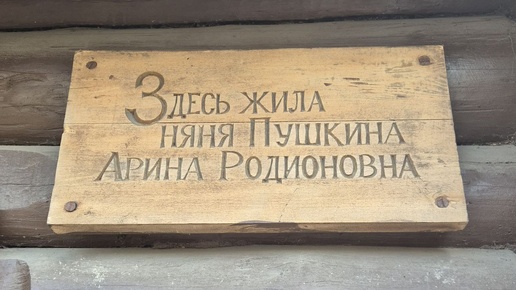 Здесь жила
няня Пушкина
Арина Родионовна